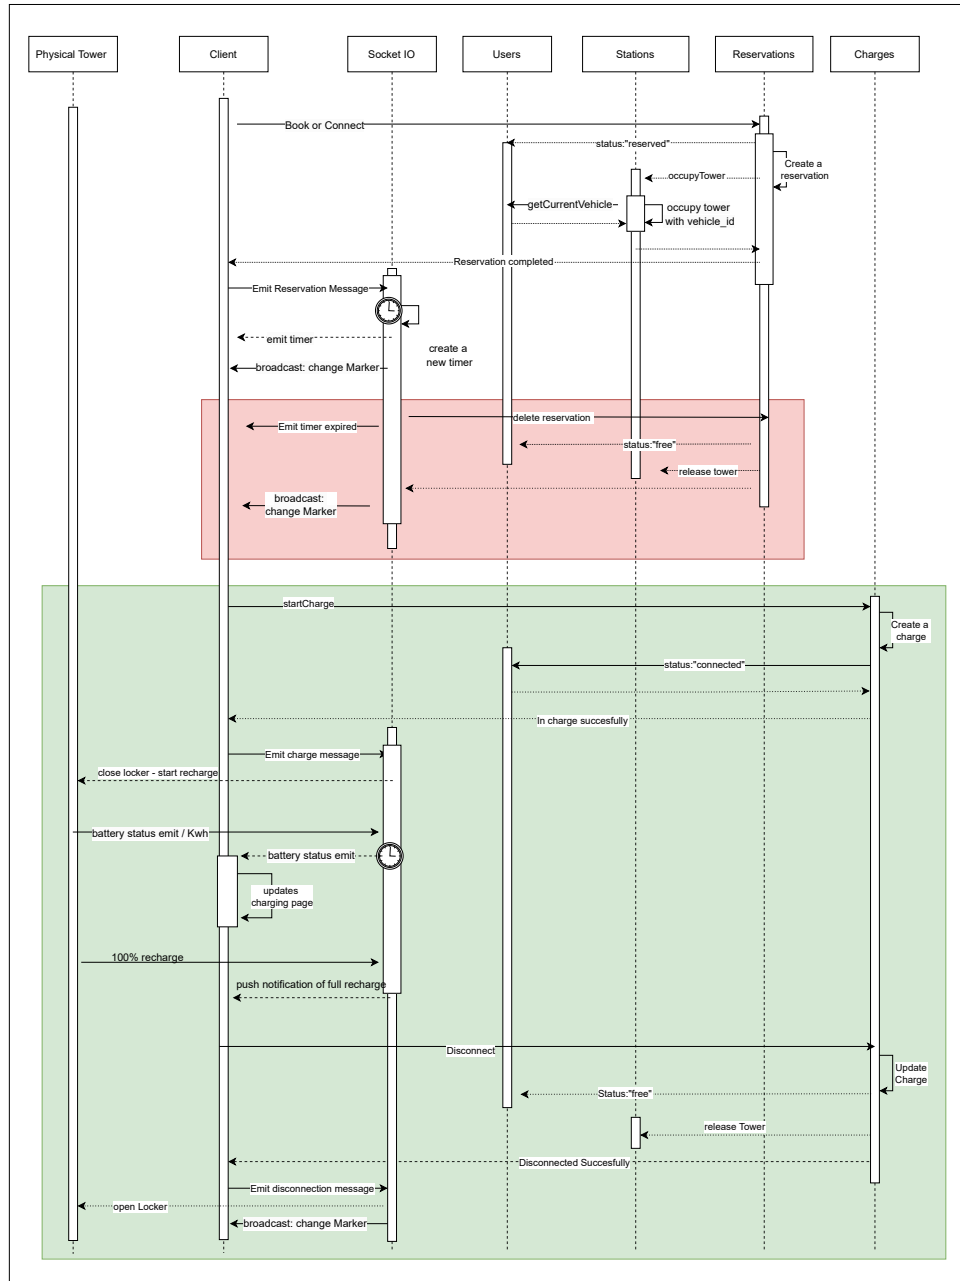 Physical Tower
Client
Socket IO
Users
Stations
Reservations
Charges
Book or Connect
status:"reserved"
Create a
reservation
occupyTower
getCurrentVehicle
occupy tower
with vehicle_id
Reservation completed
Emit Reservation Message
emit timer
create a
new timer
broadcast: change Marker
delete reservation
Emit timer expired
status:"free"
release tower
broadcast:
change Marker
startCharge
Create a
charge
status:"connected"
In charge succesfully
Emit charge message
close locker - start recharge
battery status emit / Kwh
battery status emit
updates
charging page
100% recharge
push notification of full recharge
Disconnect
Update
Charge
Status:"free"
release Tower
Disconnected Succesfully
Emit disconnection message
open Locker
broadcast: change Marker